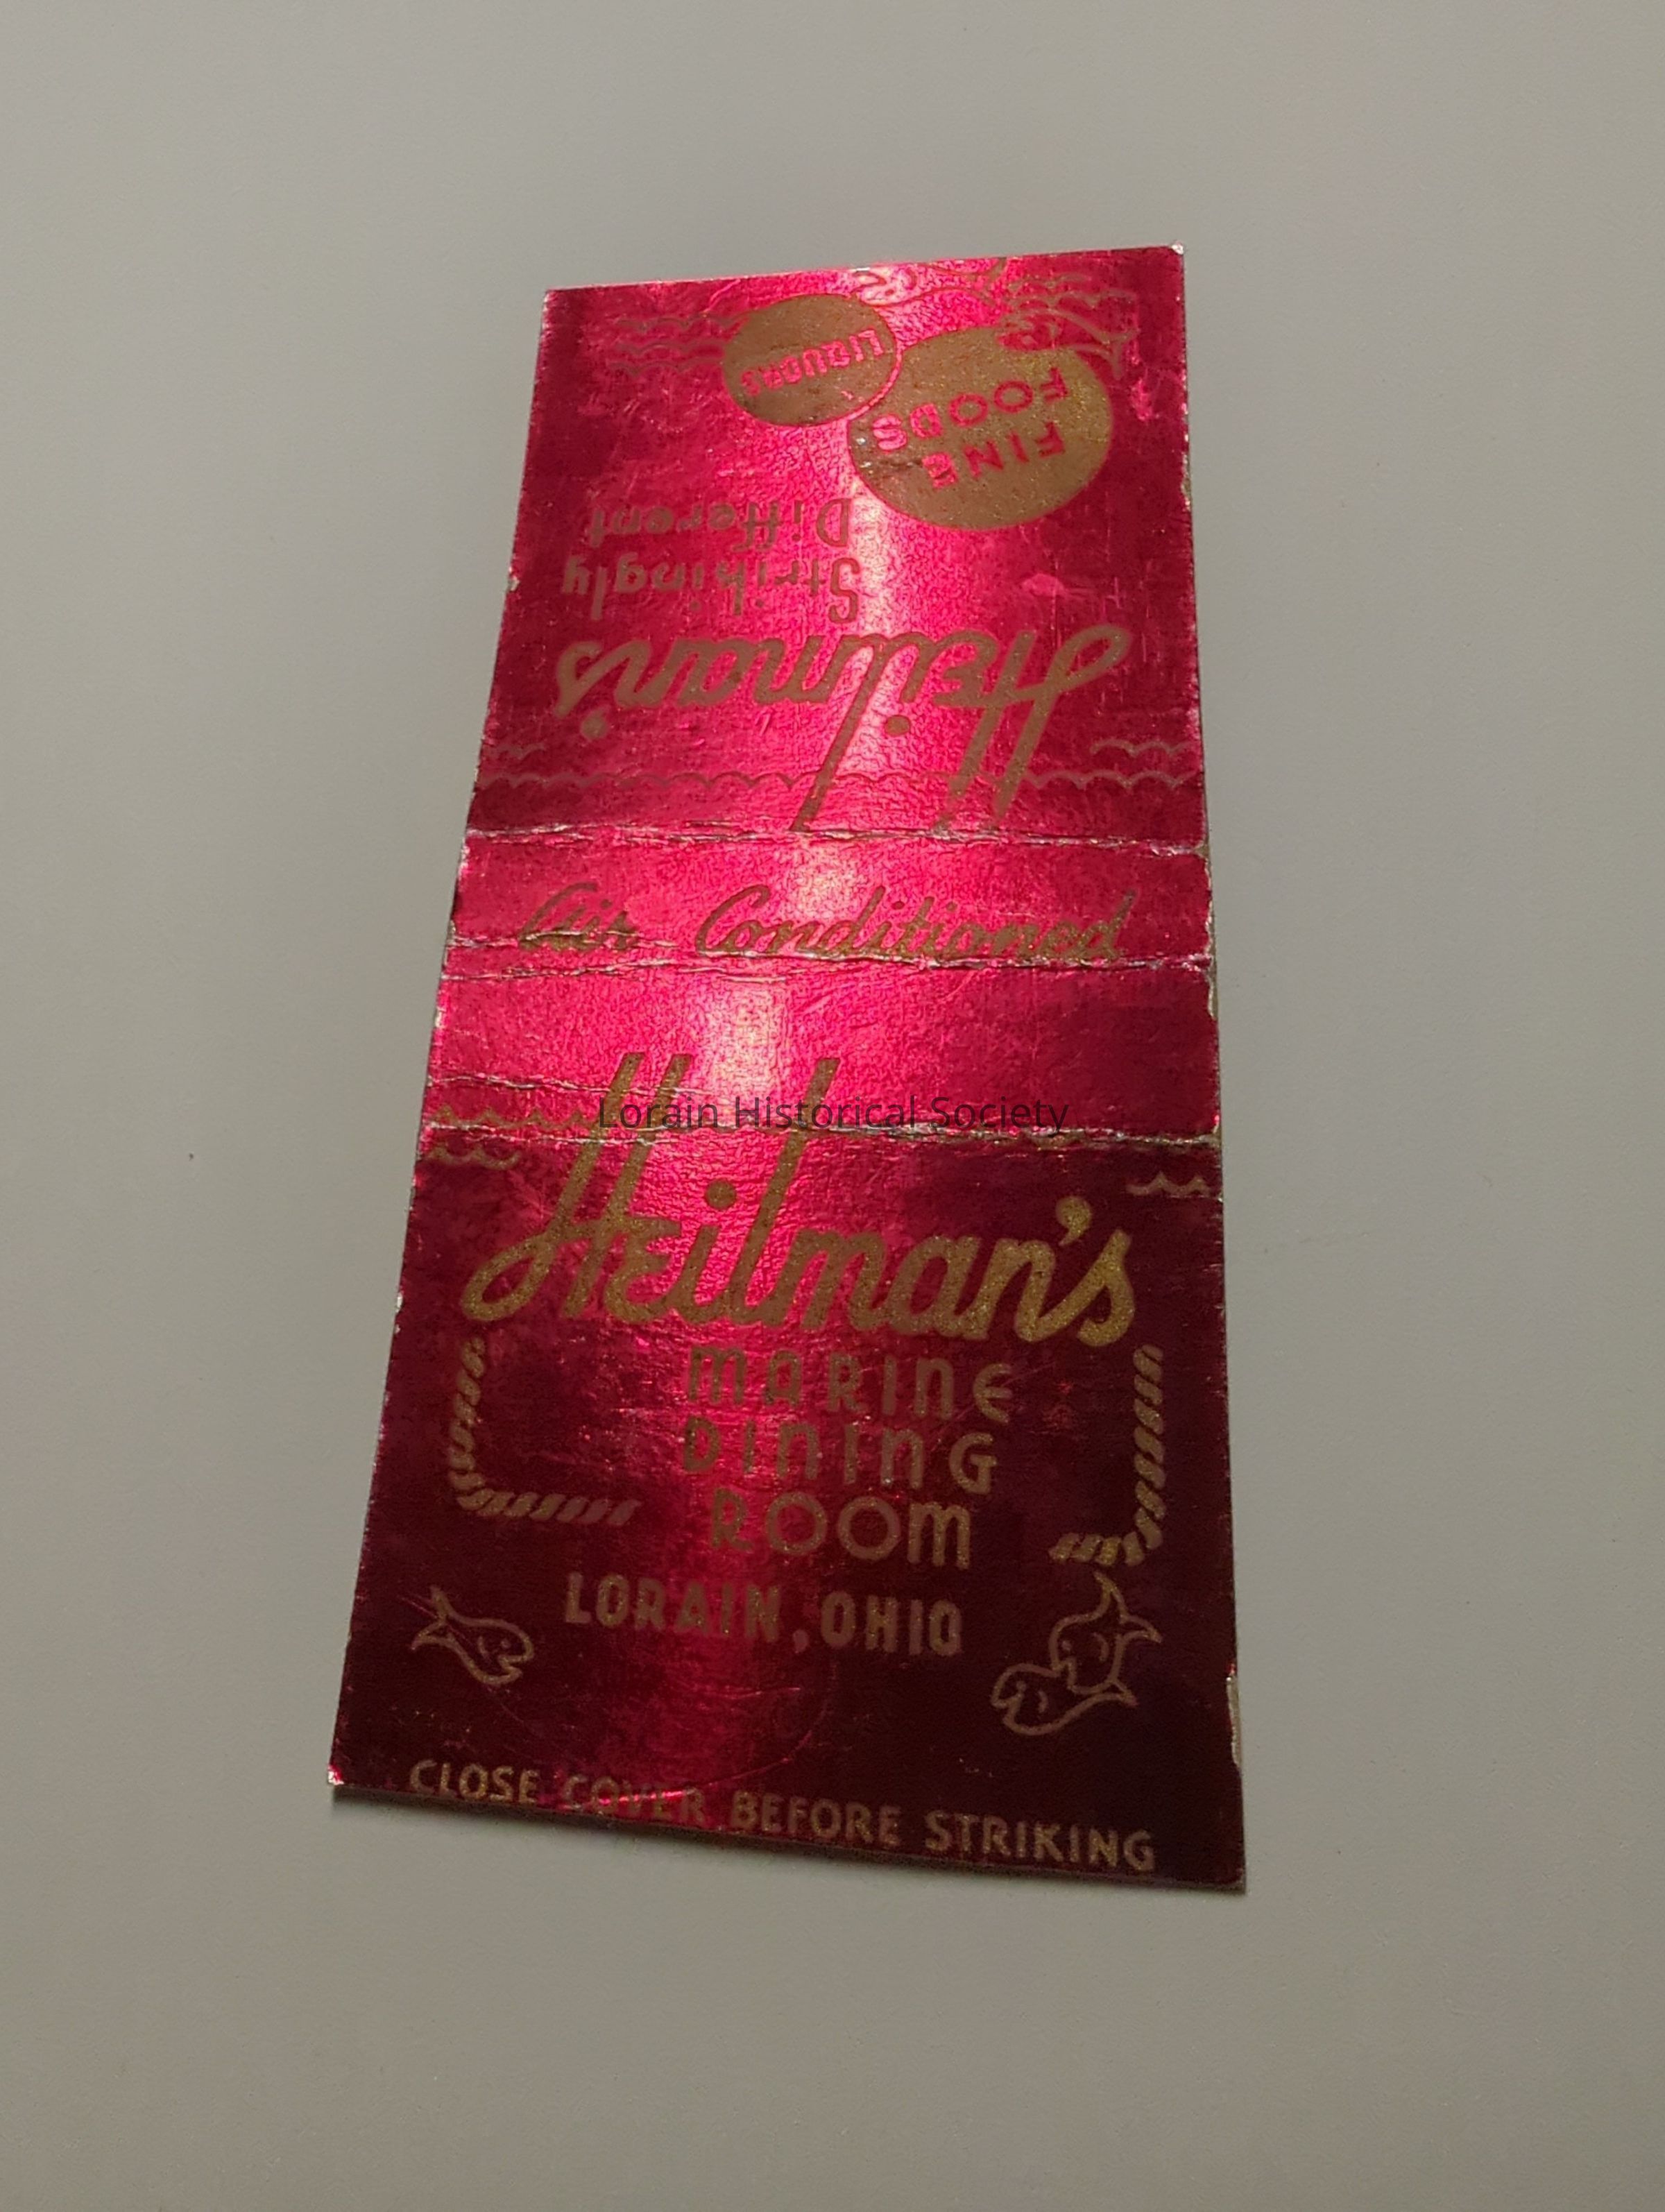 LIQUORS
FINE
FOODS
Strikingly
Different
Heilman's
Air Conditioned
Lorain Historical Society
Heilman's
MARINE
DINING
ROOM
LORAIN, OHIO
CLOSE COVER BEFORE STRIKING